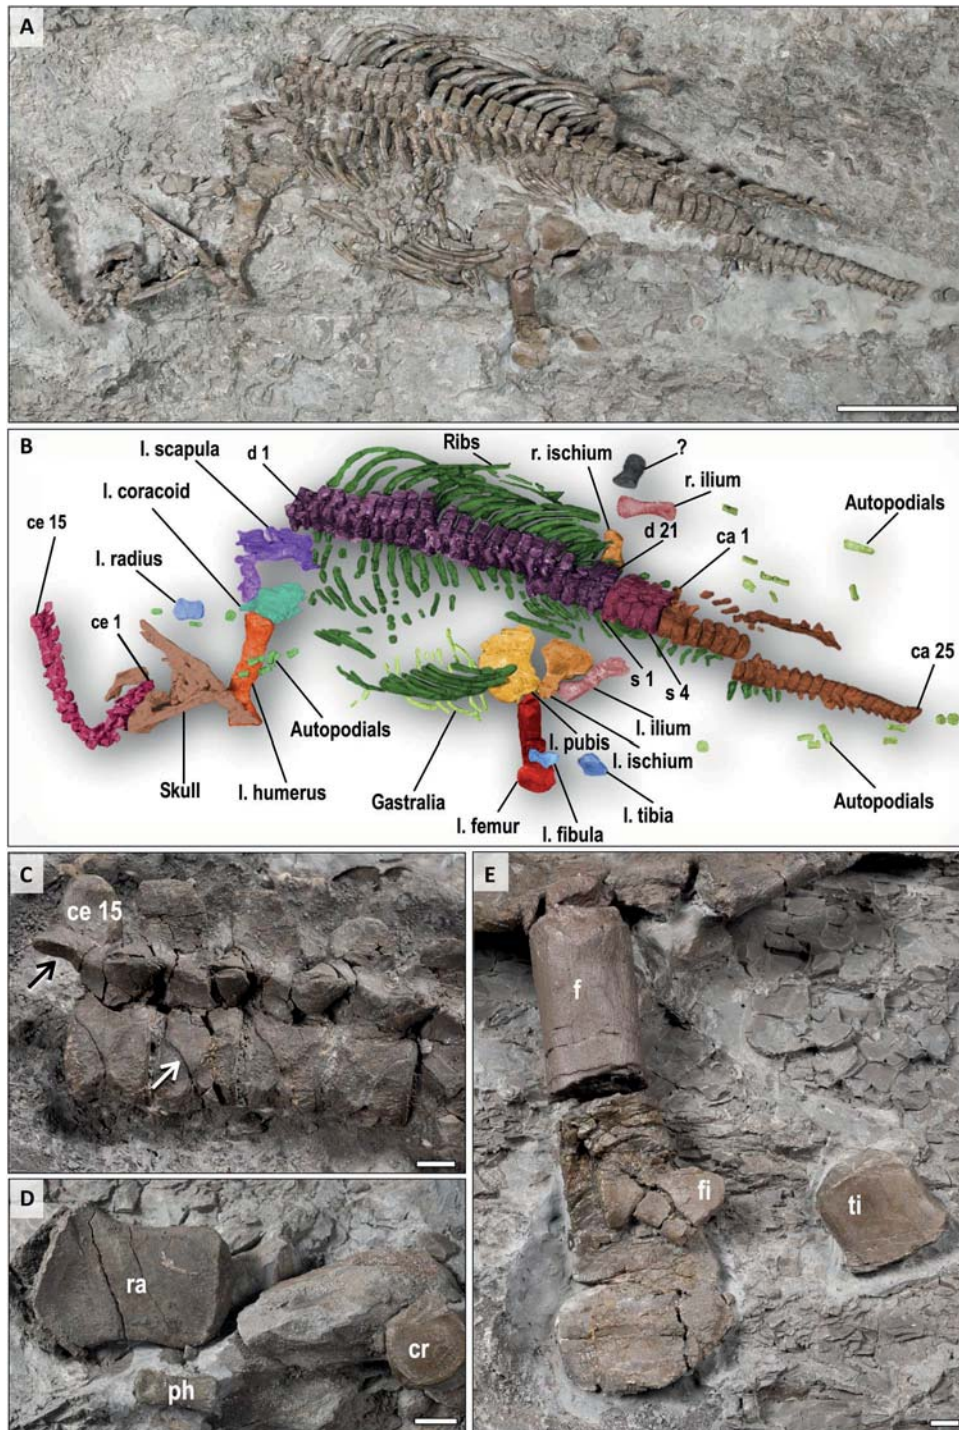 A
B
l. scapula
d 1
Ribs
r. ischium
?
r. ilium
l. coracoid
d 21
ca 1
Autopodials
ce 15
l. radius
ce 1
s 1
s 4
ca 25
Autopodials
l. ilium
l. pubis
l. ischium
Skull
l. humerus
Gastralia
l. femur
l. fibula
l. tibia
Autopodials
C
ce 15
D
ra
ph
cr
E
f
fi
ti